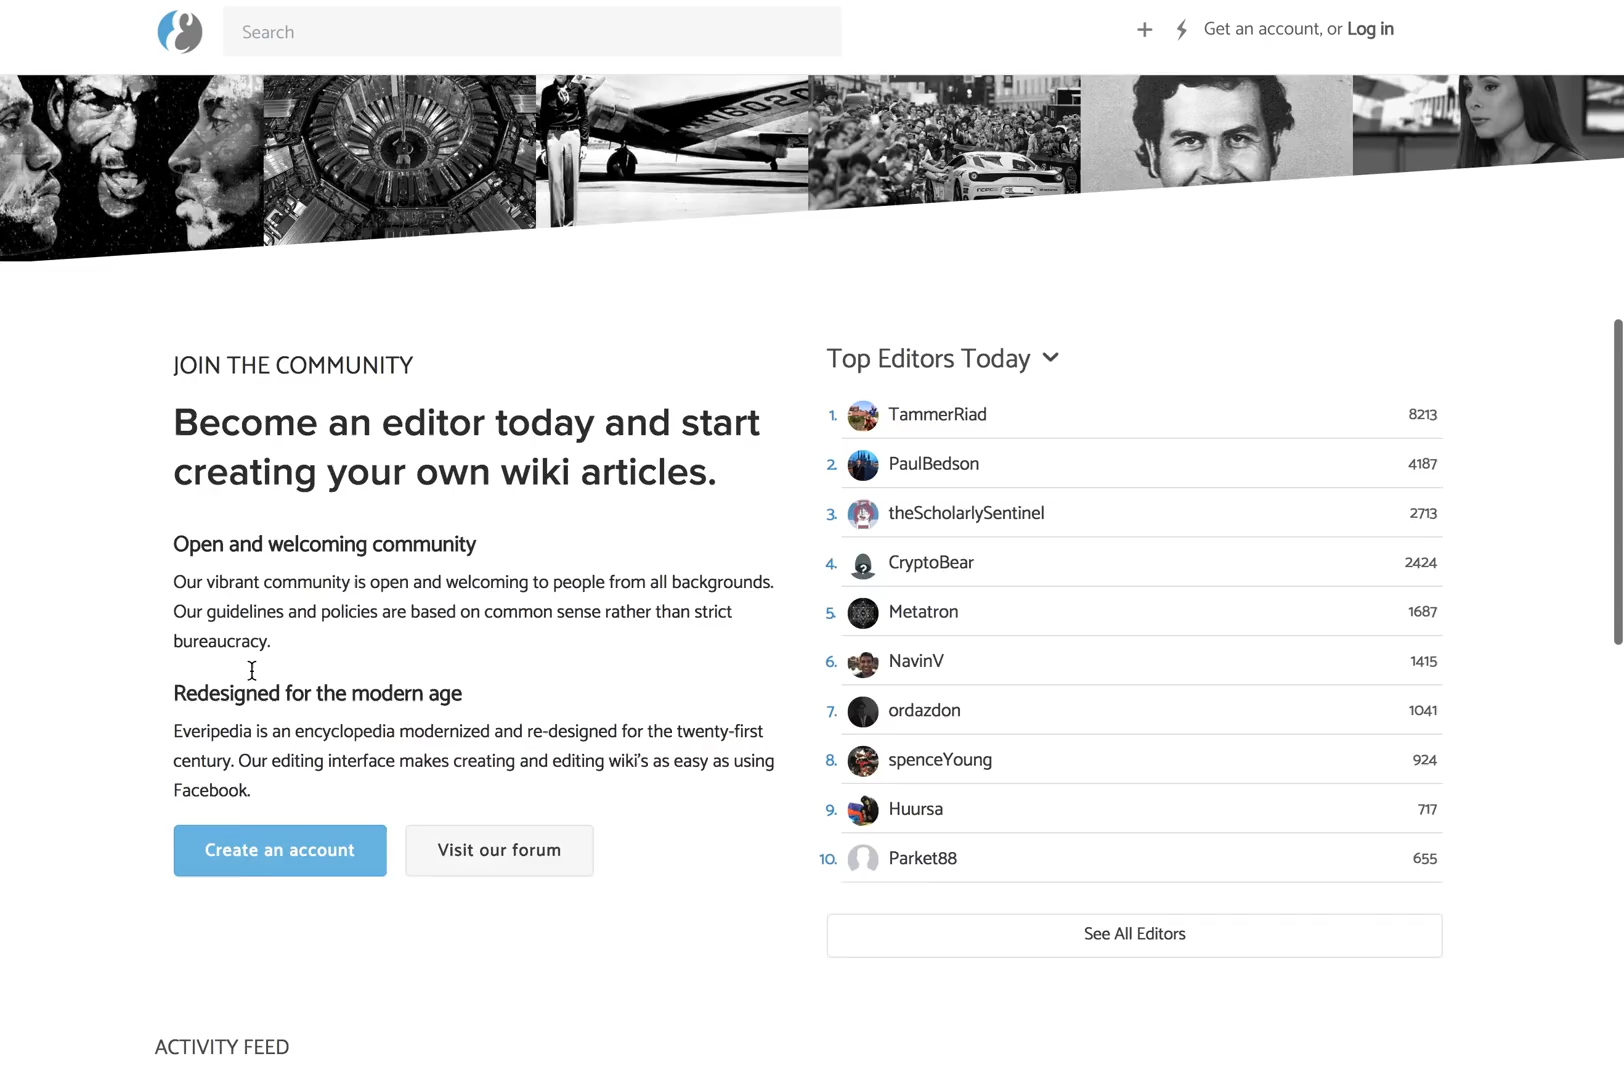 Search
Get an account, or Log in
JOIN THE COMMUNITY
Become an editor today and start
creating your own wiki articles.
Open and welcoming community
Our vibrant community is open and welcoming to people from all backgrounds.
Our guidelines and policies are based on common sense rather than strict
bureaucracy.
Redesigned for the modern age
Everipedia is an encyclopedia modernized and re-designed for the twenty-first
century. Our editing interface makes creating and editing wiki's as easy as using
Facebook.
Create an account
Visit our forum
Top Editors Today
1. TammerRiad 8213
2. PaulBedson 4187
3. theScholarlySentinel 2713
4. CryptoBear 2424
5. Metatron 1687
6. NavinV 1415
7. ordazdon 1041
8. spenceYoung 924
9. Huursa 717
10. Parket88 655
See All Editors
ACTIVITY FEED